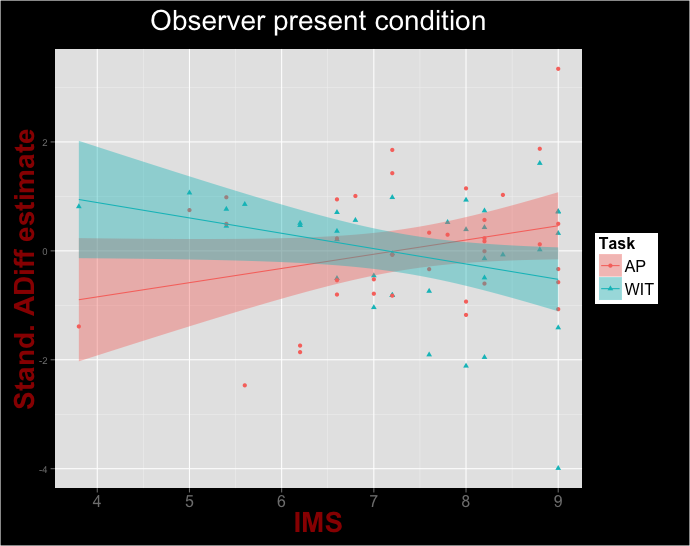 Observer present condition
Stand. ADiff estimate
2
0
-2
-4
4 5 6 7 8 9
IMS
Task
AP
WIT